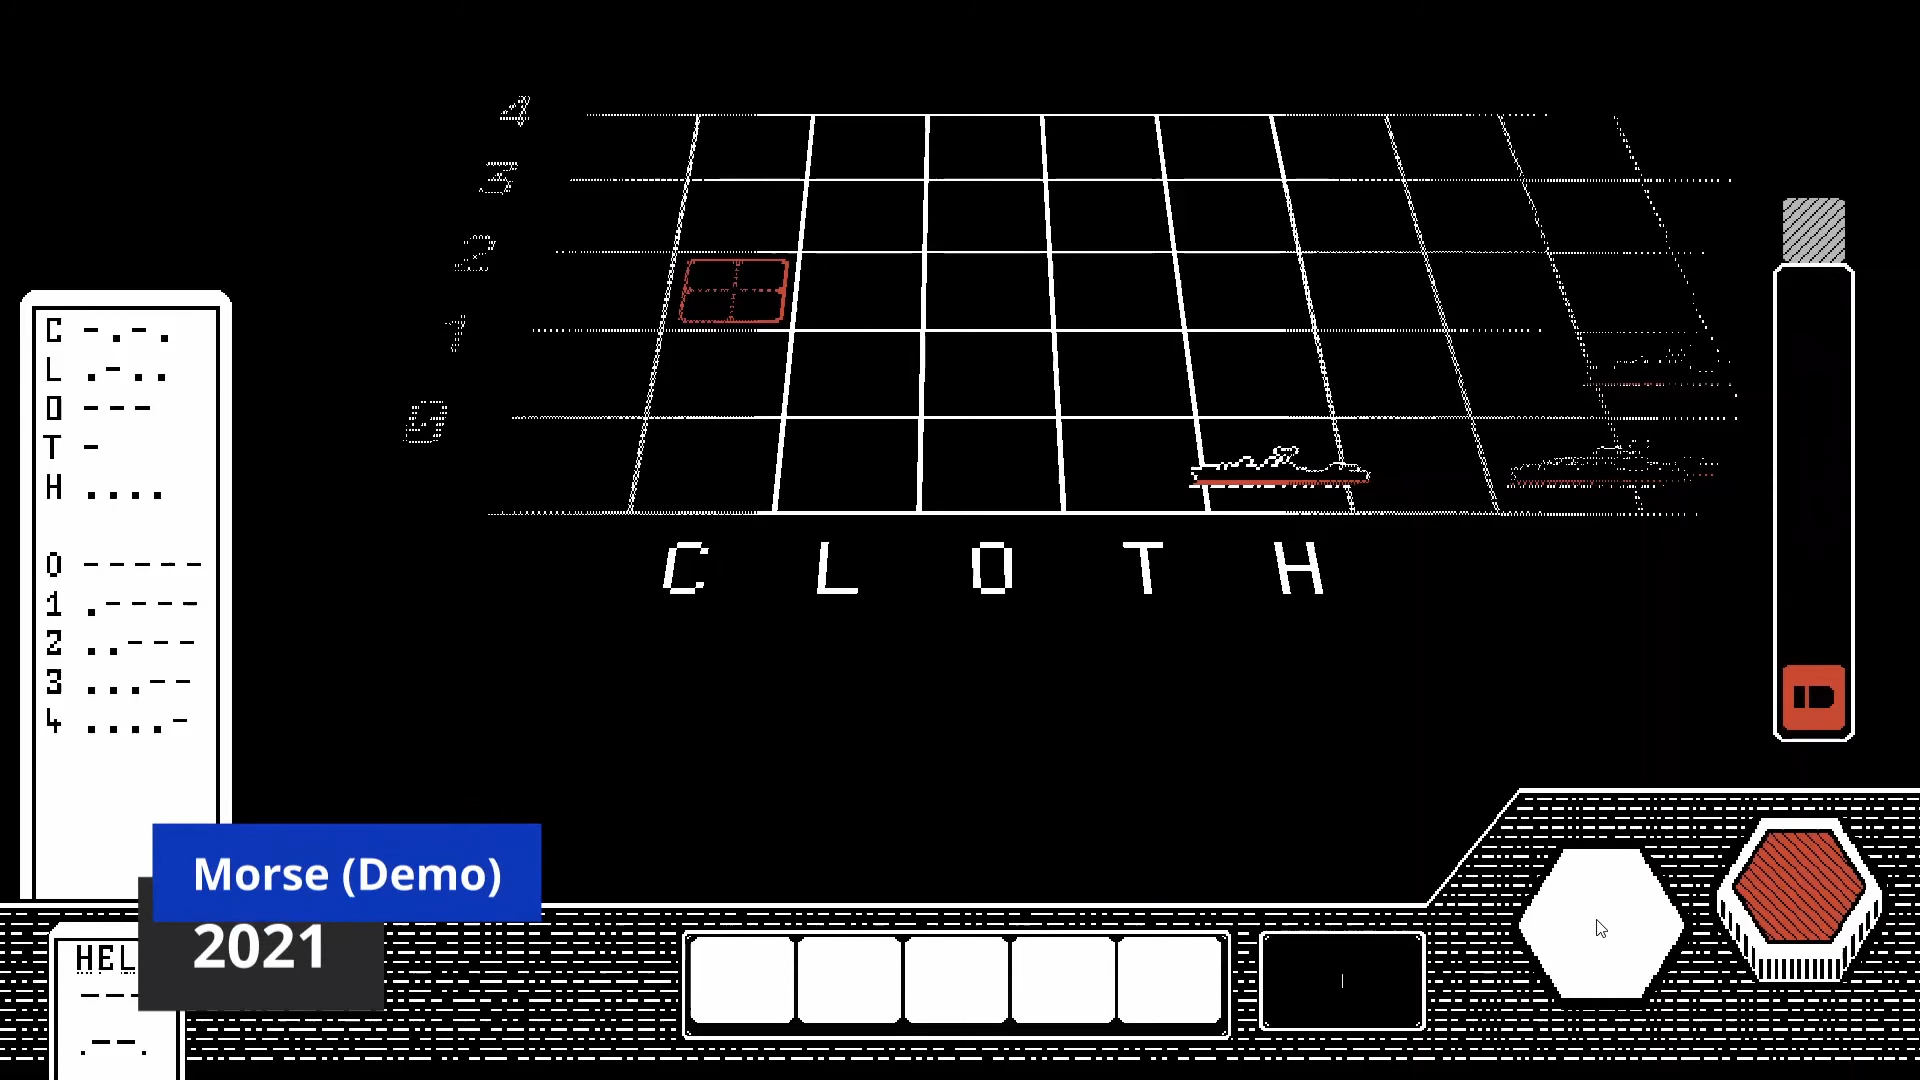 4
3
2
1
0
C L O T H
C -.-.
L .-..
O ---
T -
H ....
0 -----
1 .----
2 ..---
3 ...--
4 ....-
Morse (Demo)
2021
HEL
---
.--.